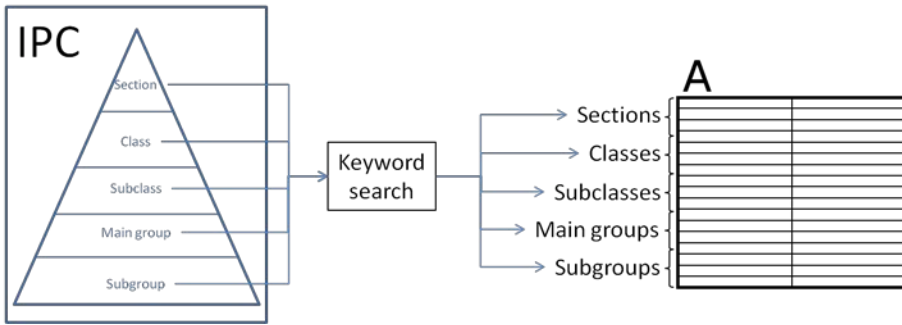 IPC
Section
Class
Subclass
Main group
Subgroup
Keyword
search
A
Sections
Classes
Subclasses
Main groups
Subgroups